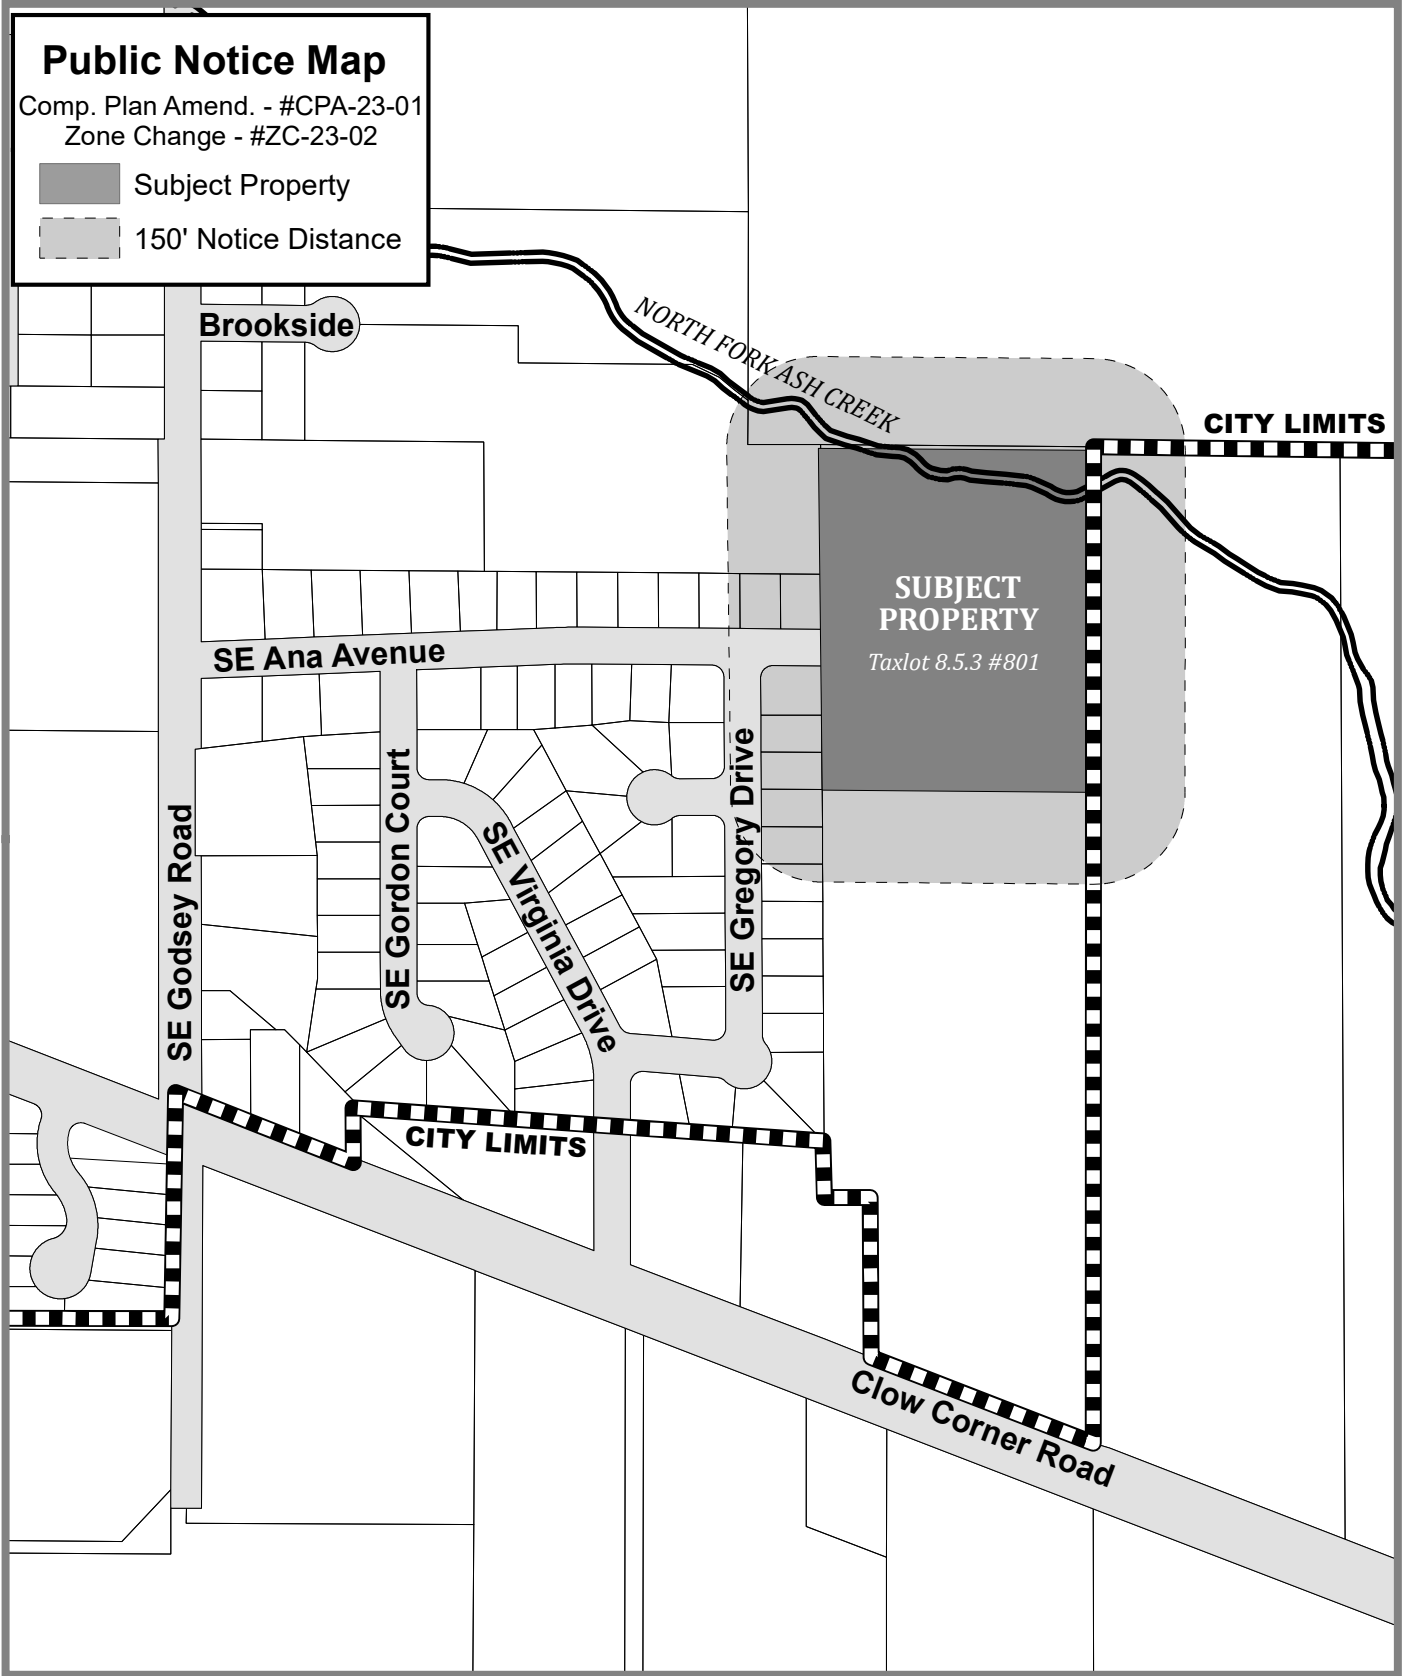 Public Notice Map
Comp. Plan Amend. - #CPA-23-01
Zone Change - #ZC-23-02
Subject Property
150' Notice Distance
Brookside
NORTH FORK ASH CREEK
CITY LIMITS
SUBJECT
PROPERTY
Taxlot 8.5.3 #801
SE Ana Avenue
SE Godsey Road
SE Gordon Court
SE Virginia Drive
SE Gregory Drive
CITY LIMITS
Clow Corner Road